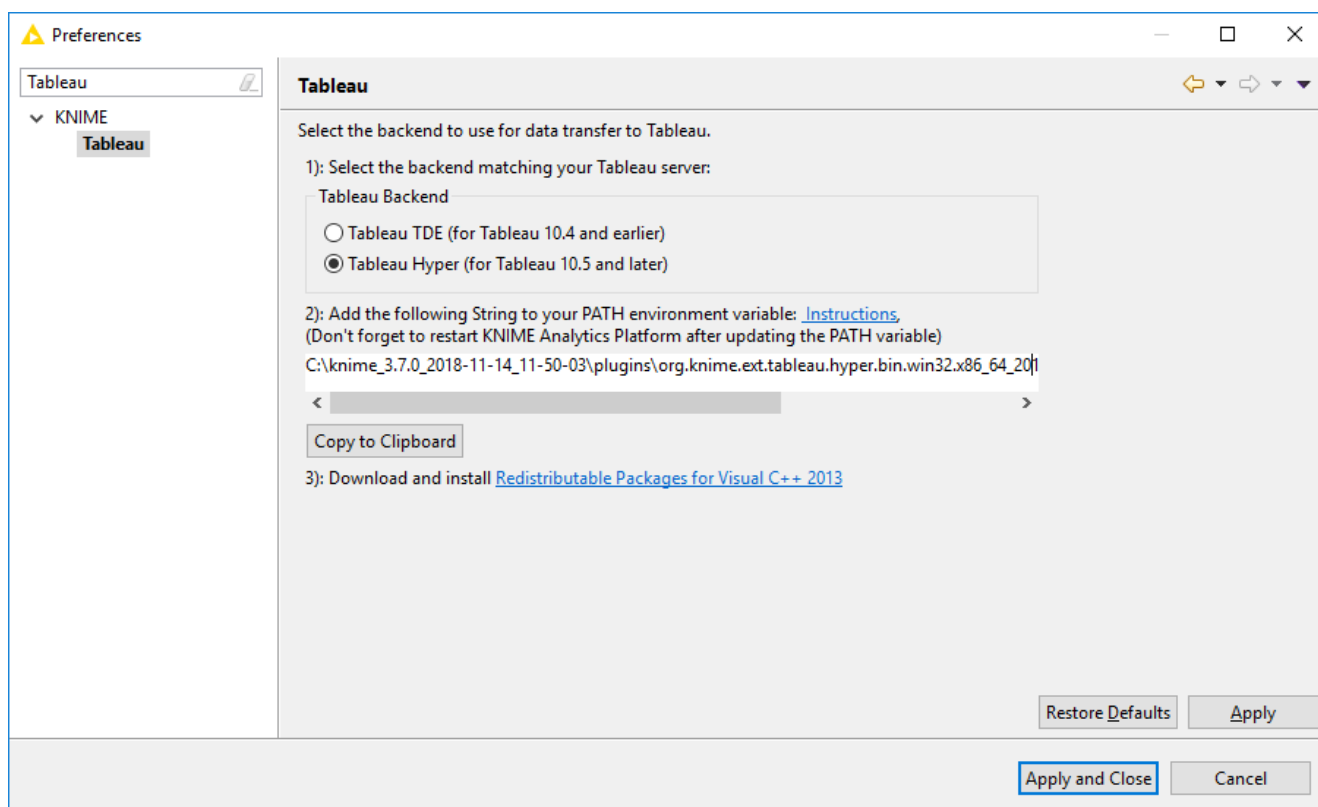 Preferences
Tableau
KNIME
Tableau
Tableau
Select the backend to use for data transfer to Tableau.
1): Select the backend matching your Tableau server:
Tableau Backend
Tableau TDE (for Tableau 10.4 and earlier)
Tableau Hyper (for Tableau 10.5 and later)
2): Add the following String to your PATH environment variable: Instructions,
(Don't forget to restart KNIME Analytics Platform after updating the PATH variable)
C:\knime_3.7.0_2018-11-14_11-50-03\plugins\org.knime.ext.tableau.hyper.bin.win32.x86_64_201
Copy to Clipboard
3): Download and install Redistributable Packages for Visual C++ 2013
Restore Defaults Apply
Apply and Close Cancel